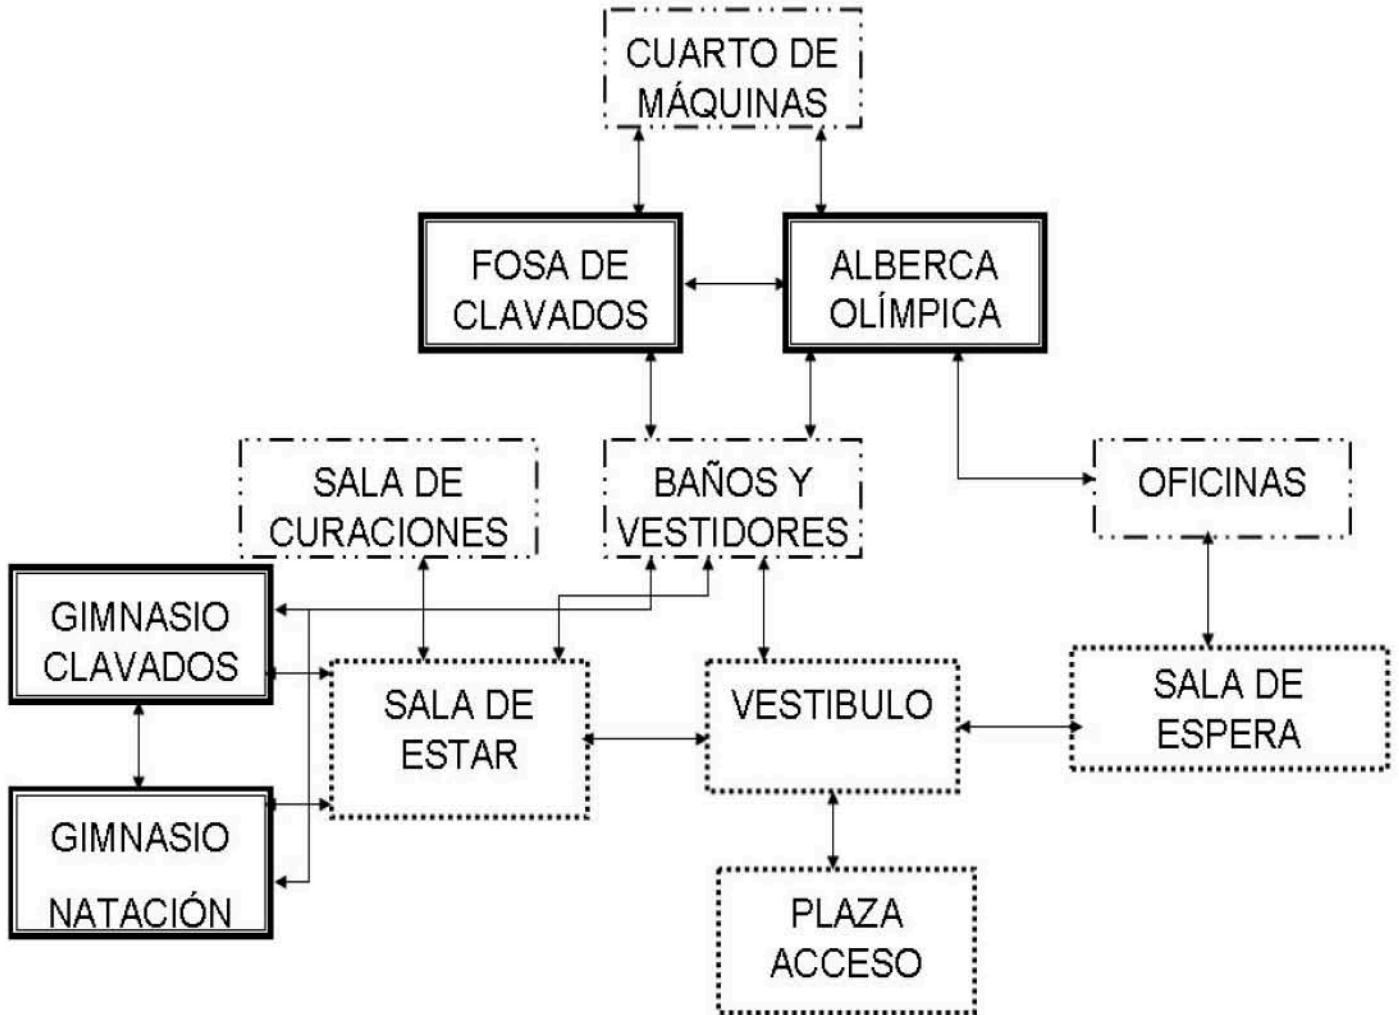 CUARTO DE
MÁQUINAS
FOSA DE
CLAVADOS
ALBERCA
OLÍMPICA
SALA DE
CURACIONES
BAÑOS Y
VESTIDORES
OFICINAS
GIMNASIO
CLAVADOS
SALA DE
ESTAR
VESTIBULO
SALA DE
ESPERA
GIMNASIO
NATACIÓN
PLAZA
ACCESO